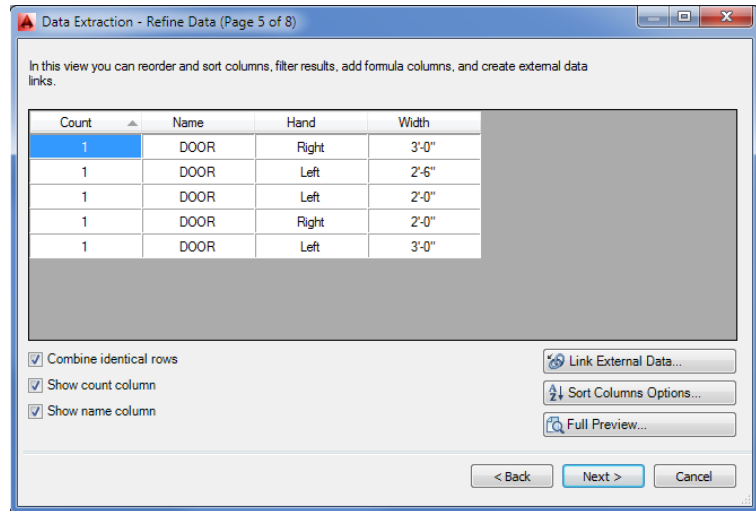 Data Extraction - Refine Data (Page 5 of 8)
In this view you can reorder and sort columns, filter results, add formula columns, and create external data
links.
Count Name Hand Width
1 DOOR Right 3'-0"
1 DOOR Left 2'-6"
1 DOOR Left 2'-0"
1 DOOR Right 2'-0"
1 DOOR Left 3'-0"
Combine identical rows
Show count column
Show name column
Link External Data...
Sort Columns Options...
Full Preview...
< Back Next > Cancel